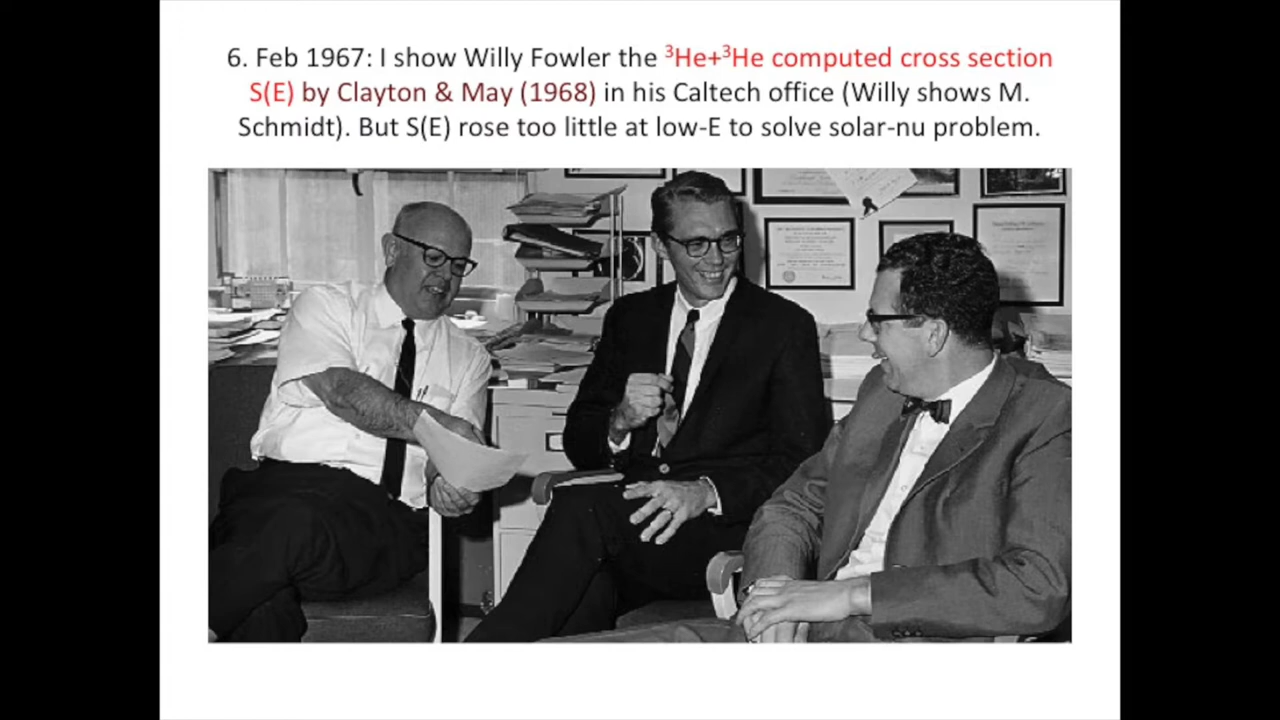 6. Feb 1967: I show Willy Fowler the ³He+³He computed cross section
S(E) by Clayton & May (1968) in his Caltech office (Willy shows M.
Schmidt). But S(E) rose too little at low-E to solve solar-nu problem.